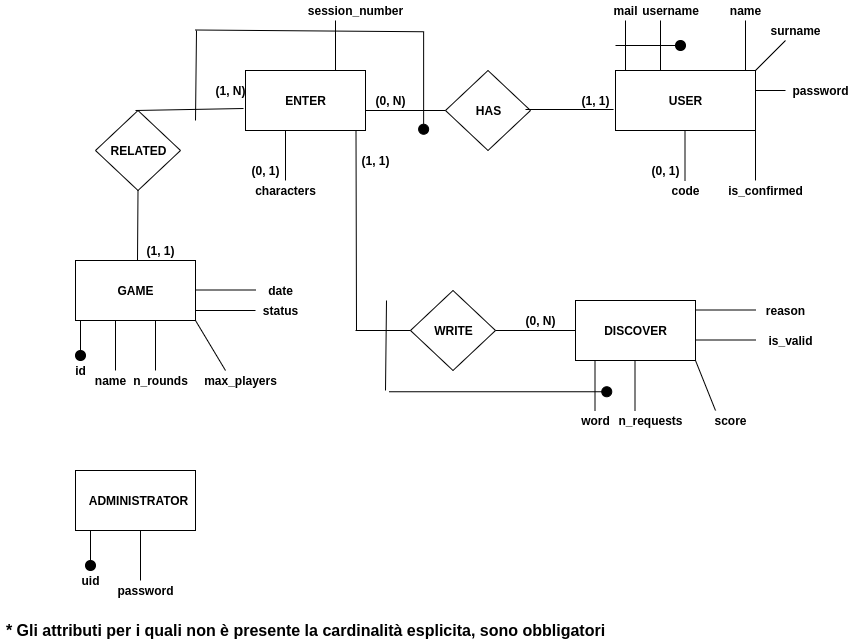 session_number
mail username name
surname
(1, N)
ENTER
(0, N)
HAS
(1, 1)
USER
password
RELATED
(0, 1)
characters
(1, 1)
(0, 1)
code
is_confirmed
(1, 1)
GAME
date
status
WRITE
(0, N)
DISCOVER
reason
is_valid
id
name n_rounds max_players
word n_requests score
ADMINISTRATOR
uid
password
* Gli attributi per i quali non è presente la cardinalità esplicita, sono obbligatori